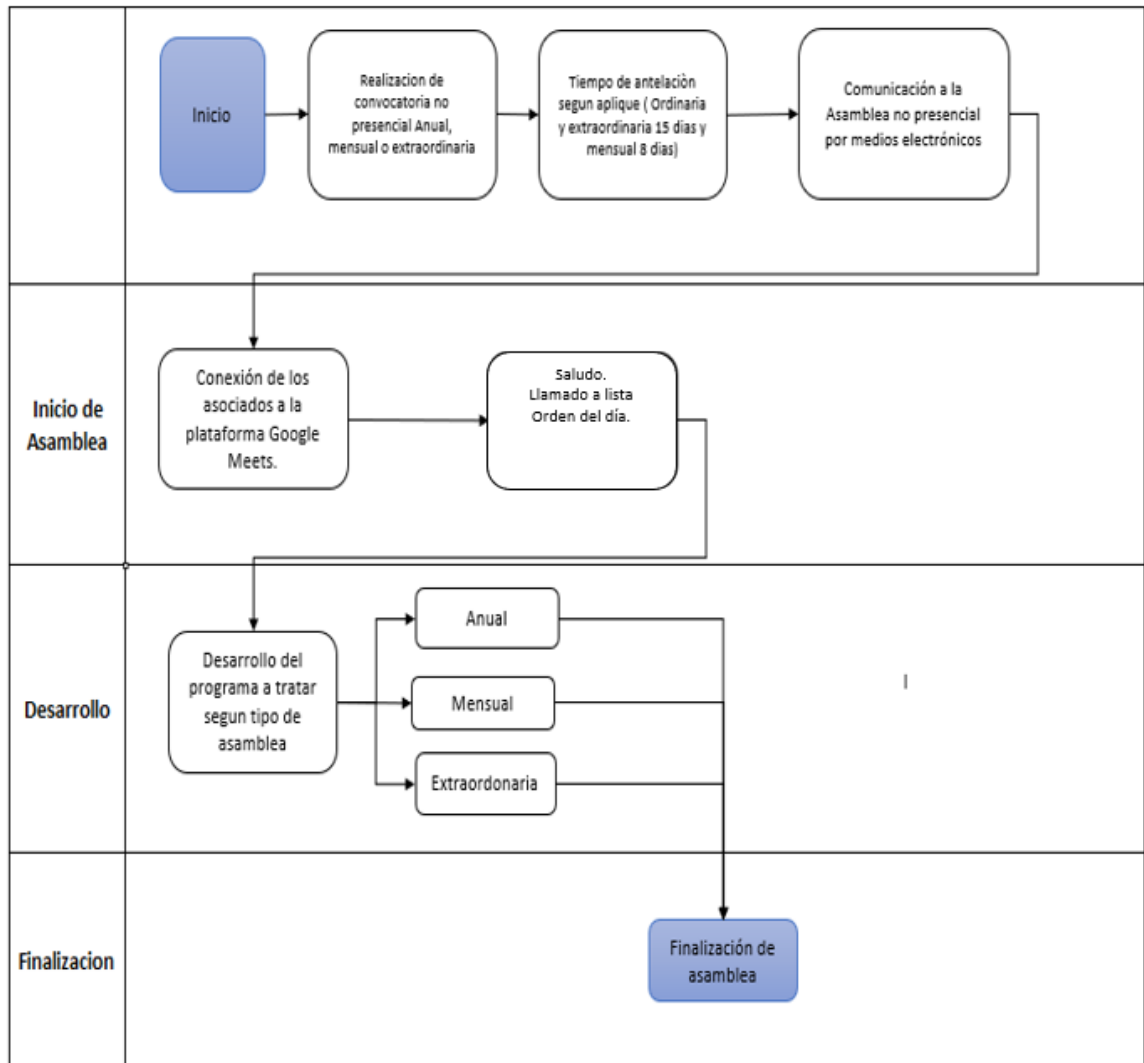 Inicio
Realizacion de
convocatoria no
presencial Anual,
mensual o extraordinaria
Tiempo de antelaciòn
segun aplique ( Ordinaria
y extraordinaria 15 dias y
mensual 8 dias)
Comunicación a la
Asamblea no presencial
por medios electrónicos
Inicio de
Asamblea
Conexión de los
asociados a la
plataforma Google
Meets.
Saludo.
Llamado a lista
Orden del día.
Desarrollo
Desarrollo del
programa a tratar
segun tipo de
asamblea
Anual
Mensual
Extraordonaria
Finalizacion
Finalización de
asamblea